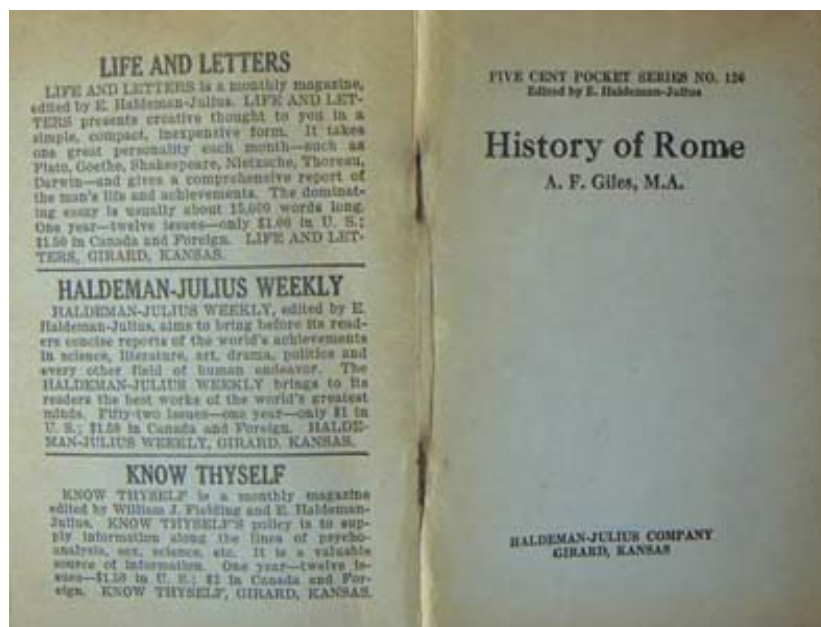 LIFE AND LETTERS
LIFE AND LETTERS is a monthly magazine,
edited by E. Haldeman-Julius. LIFE AND LET-
TERS presents creative thought to you in a
simple, compact, inexpensive form. It takes
one great personality each month—such as
Plato, Goethe, Shakespeare, Nietzsche, Thoreau,
Darwin—and gives a comprehensive report of
the man's life and achievements. The dominat-
ing essay is usually about 15,000 words long.
One year—twelve issues—only $1.00 in U. S.;
$1.50 in Canada and Foreign. LIFE AND LET-
TERS, GIRARD, KANSAS.
HALDEMAN-JULIUS WEEKLY
HALDEMAN-JULIUS WEEKLY, edited by E.
Haldeman-Julius, aims to bring before its read-
ers concise reports of the world's achievements
in science, literature, art, drama, politics and
every other field of human endeavor. The
HALDEMAN-JULIUS WEEKLY brings to its
readers the best works of the world's greatest
minds. Fifty-two issues—one year—only $1 in
U. S.; $1.50 in Canada and Foreign. HALDE-
MAN-JULIUS WEEKLY, GIRARD, KANSAS.
KNOW THYSELF
KNOW THYSELF is a monthly magazine
edited by William J. Fielding and E. Haldeman-
Julius. KNOW THYSELF'S policy is to sup-
ply information along the lines of psycho-
analysis, sex, science, etc. It is a valuable
source of information. One year—twelve is-
sues—$1.50 in U. S.; $2 in Canada and For-
eign. KNOW THYSELF, GIRARD, KANSAS.
FIVE CENT POCKET SERIES NO. 126
Edited by E. Haldeman-Julius
History of Rome
A. F. Giles, M.A.
HALDEMAN-JULIUS COMPANY
GIRARD, KANSAS